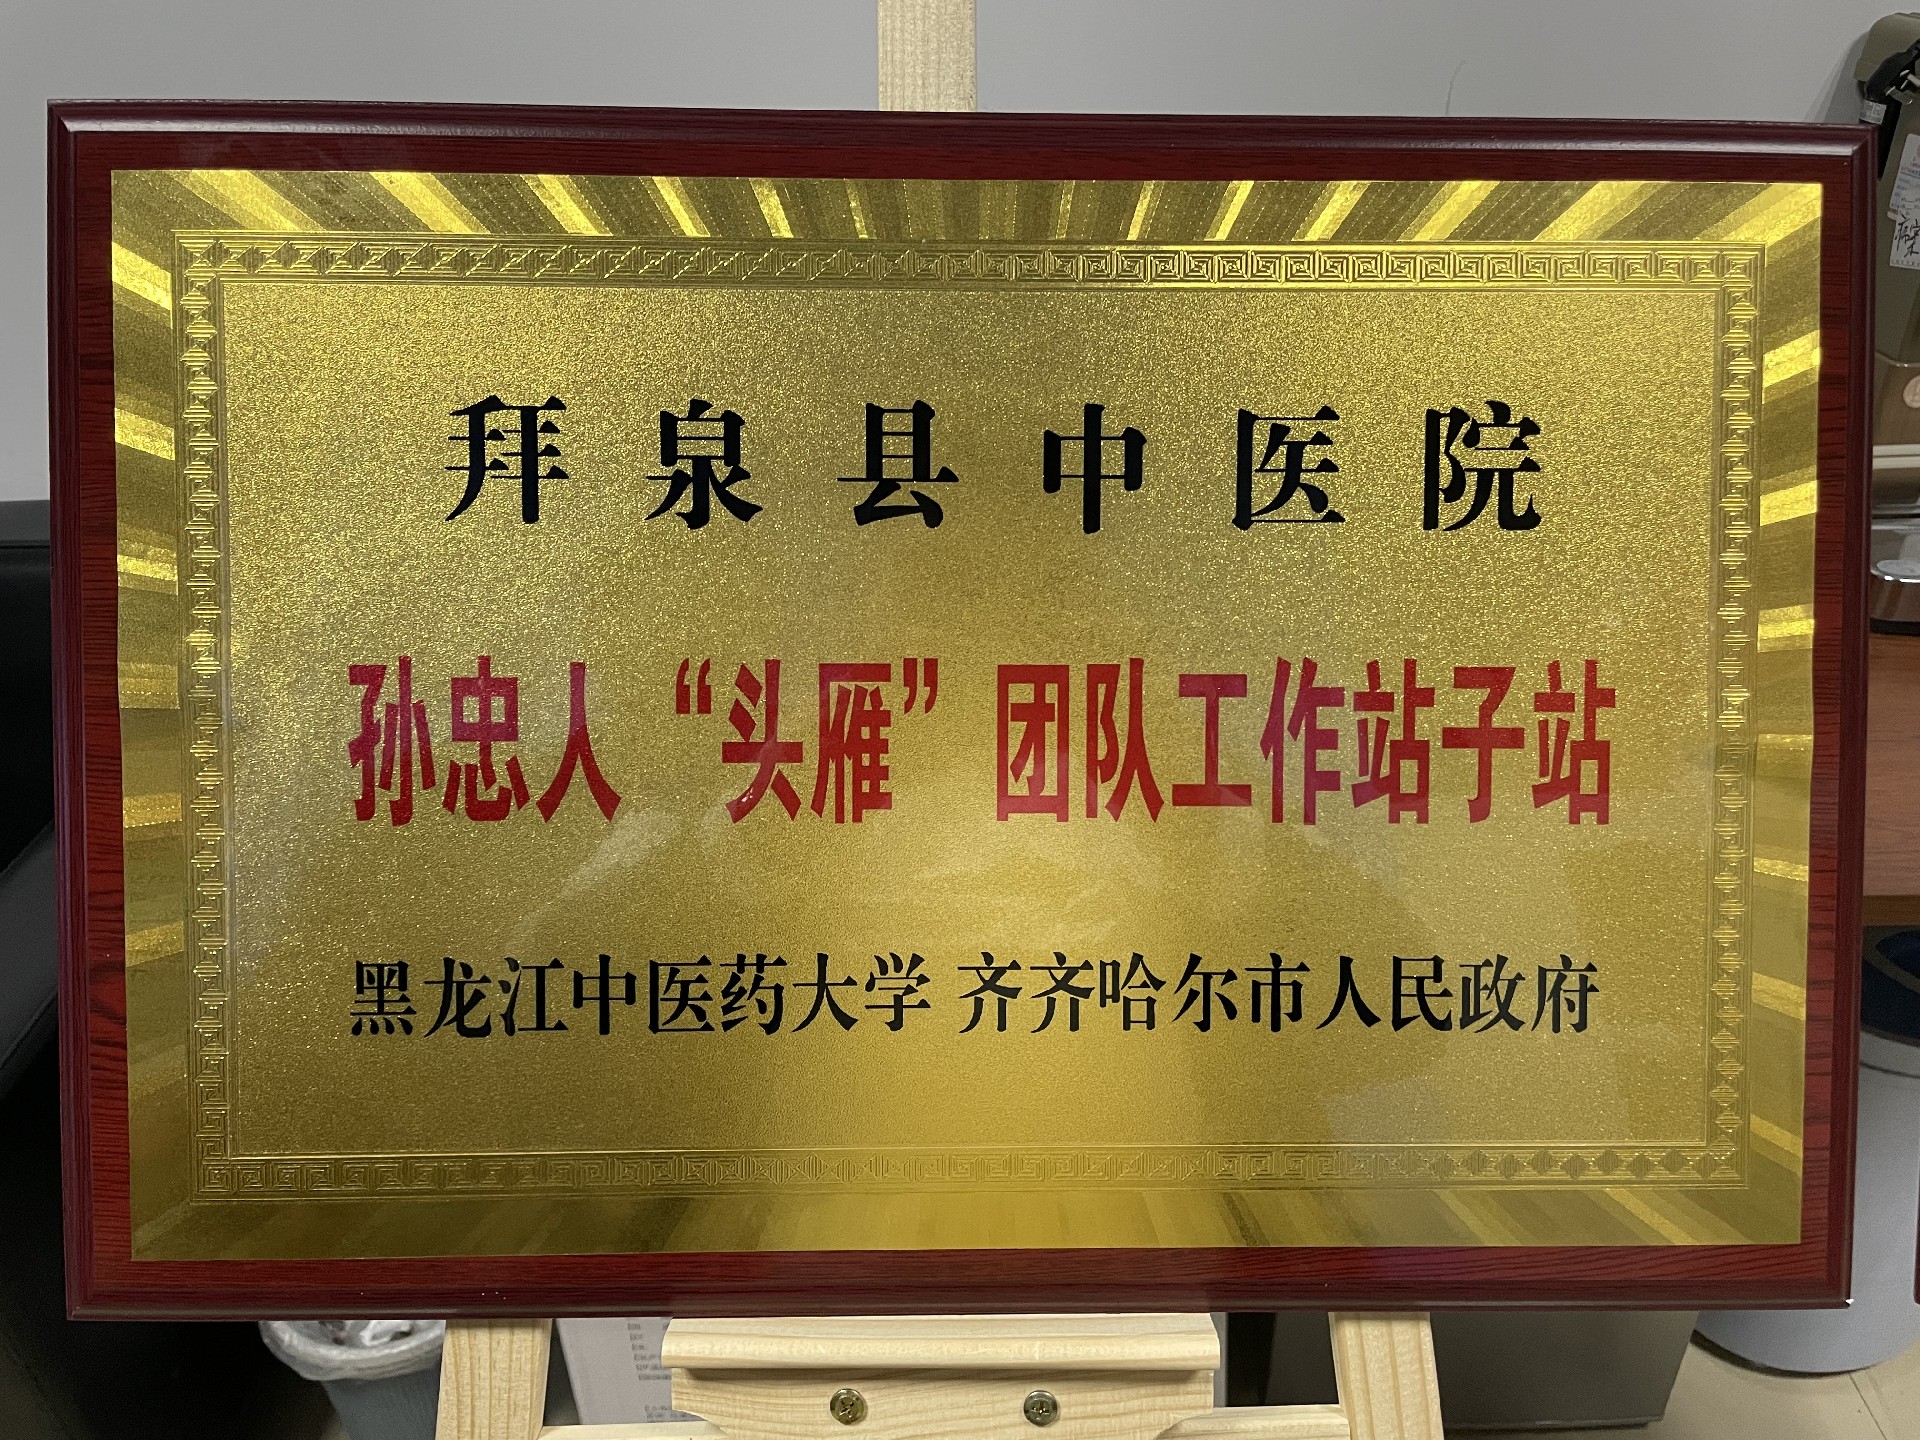 拜泉县中医院
孙忠人“头雁”团队工作站子站
黑龙江中医药大学 齐齐哈尔市人民政府